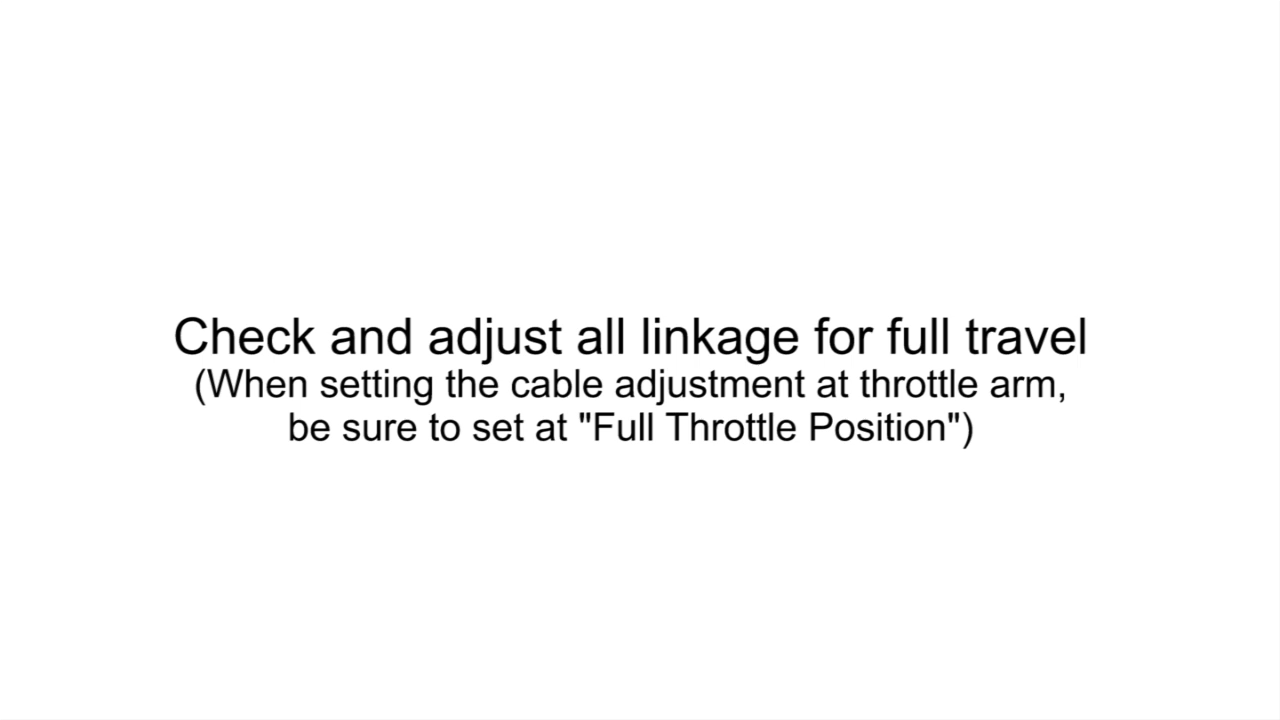 Check and adjust all linkage for full travel
(When setting the cable adjustment at throttle arm,
be sure to set at "Full Throttle Position")